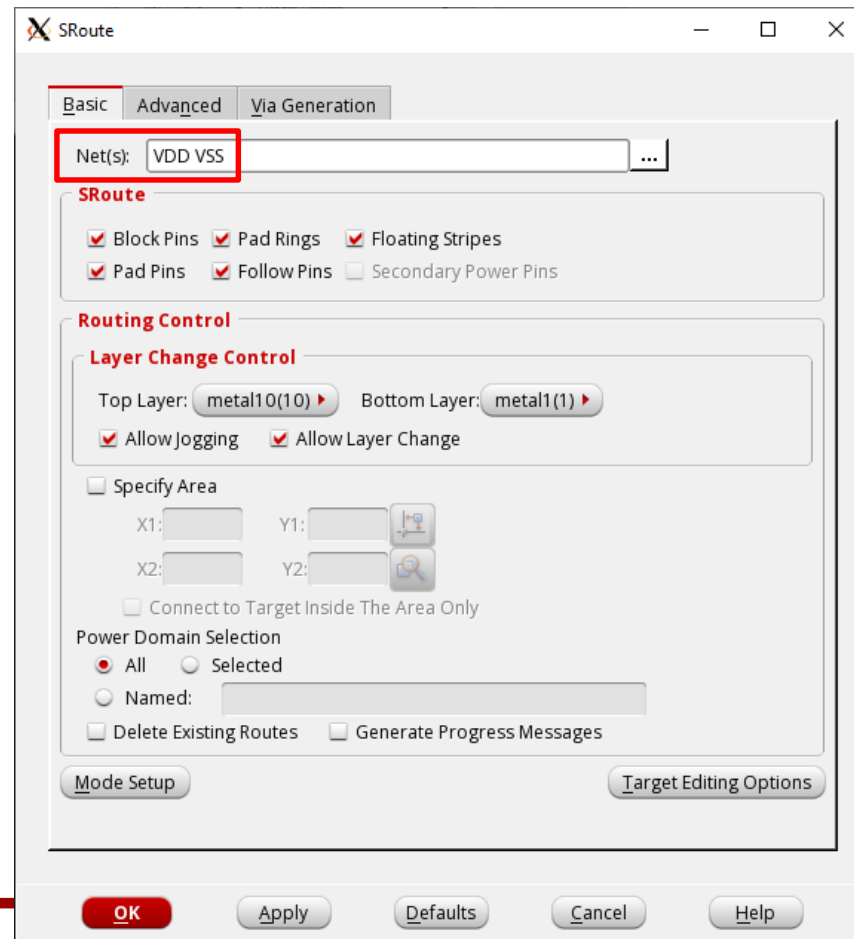 SRoute
Basic Advanced Via Generation
Net(s): VDD VSS ...
SRoute
Block Pins Pad Rings Floating Stripes
Pad Pins Follow Pins Secondary Power Pins
Routing Control
Layer Change Control
Top Layer: metal10(10) Bottom Layer: metal1(1)
Allow Jogging Allow Layer Change
Specify Area
X1: Y1:
X2: Y2:
Connect to Target Inside The Area Only
Power Domain Selection
All Selected
Named:
Delete Existing Routes Generate Progress Messages
Mode Setup Target Editing Options
OK Apply Defaults Cancel Help